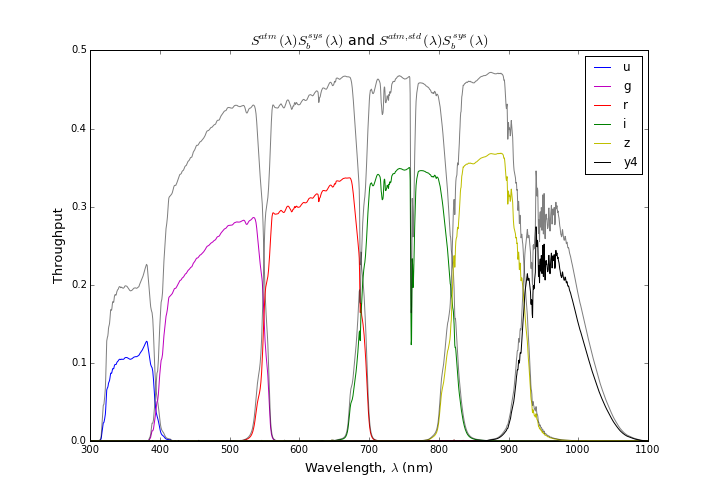 S^{atm}(λ)S_b^{sys}(λ) and S^{atm,std}(λ)S_b^{sys}(λ)
0.5
0.4
0.3
0.2
0.1
0.0
Throughput
u
g
r
i
z
y4
300 400 500 600 700 800 900 1000 1100
Wavelength, λ (nm)